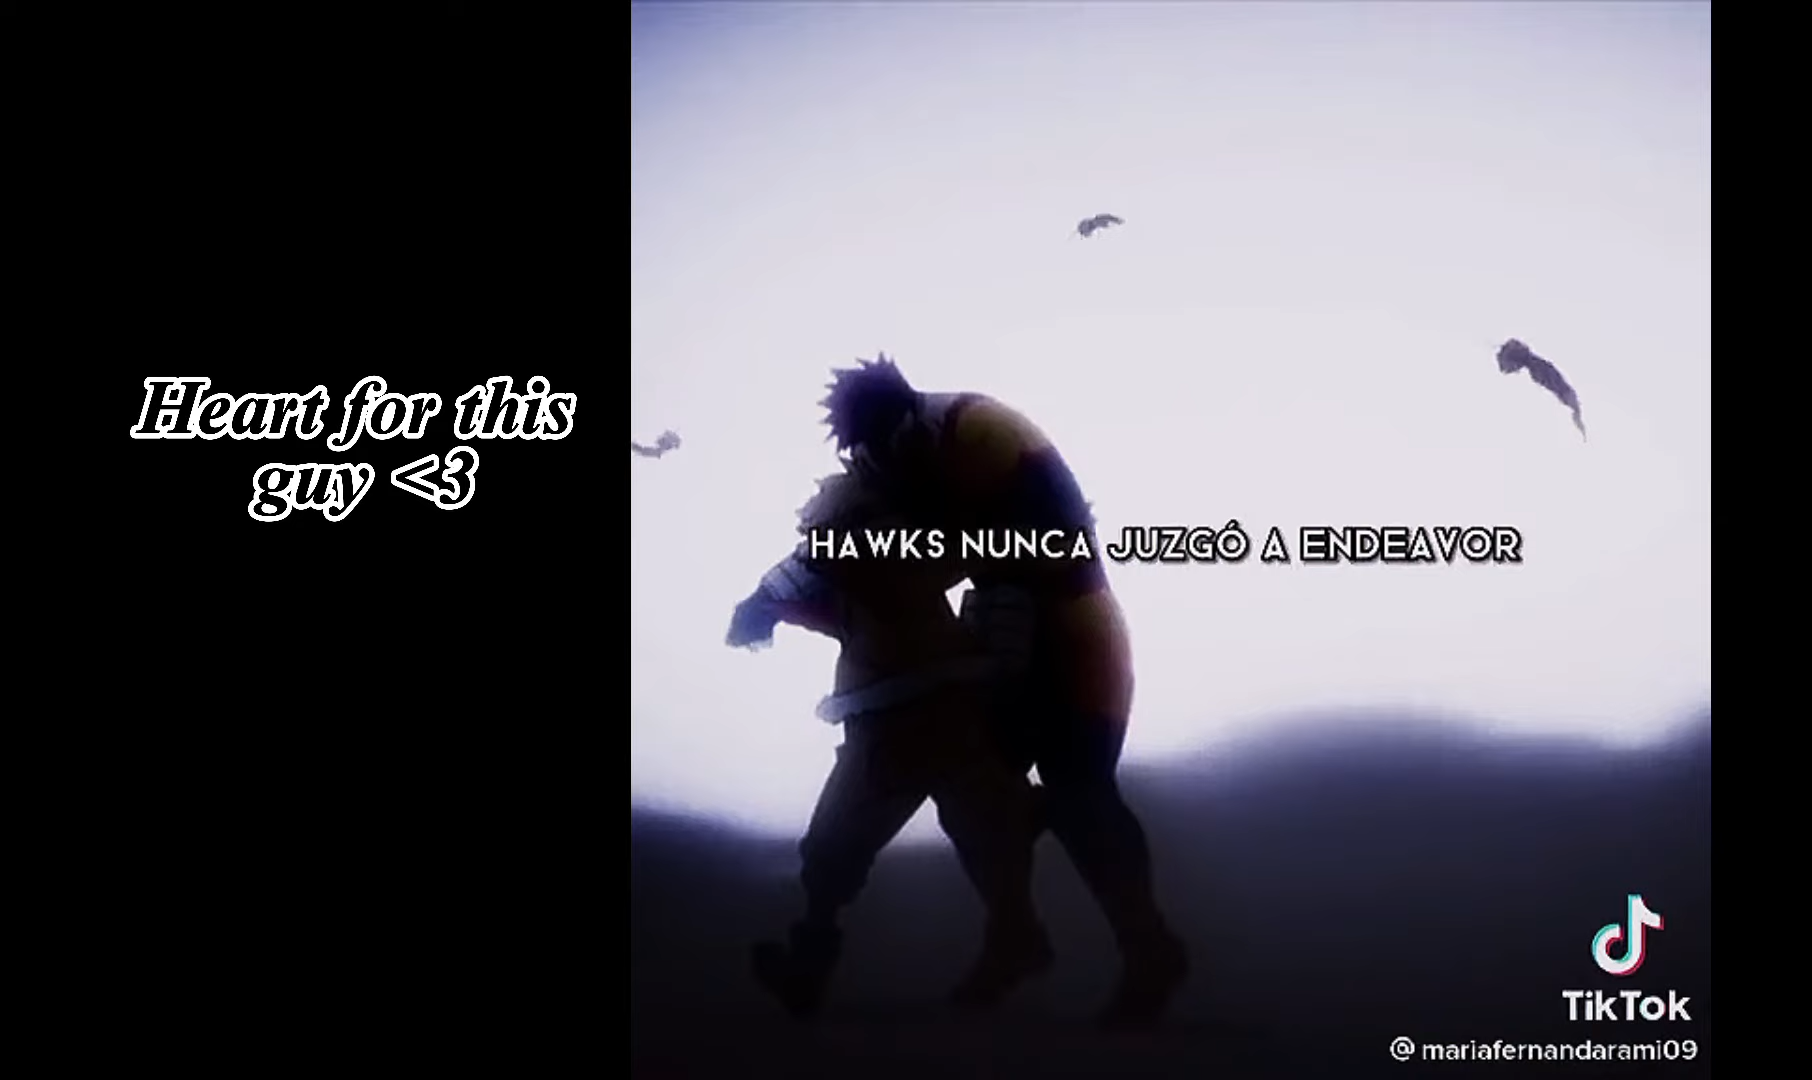 Heart for this
guy <3
HAWKS NUNCA JUZGÓ A ENDEAVOR
TikTok
@mariafernandarami09